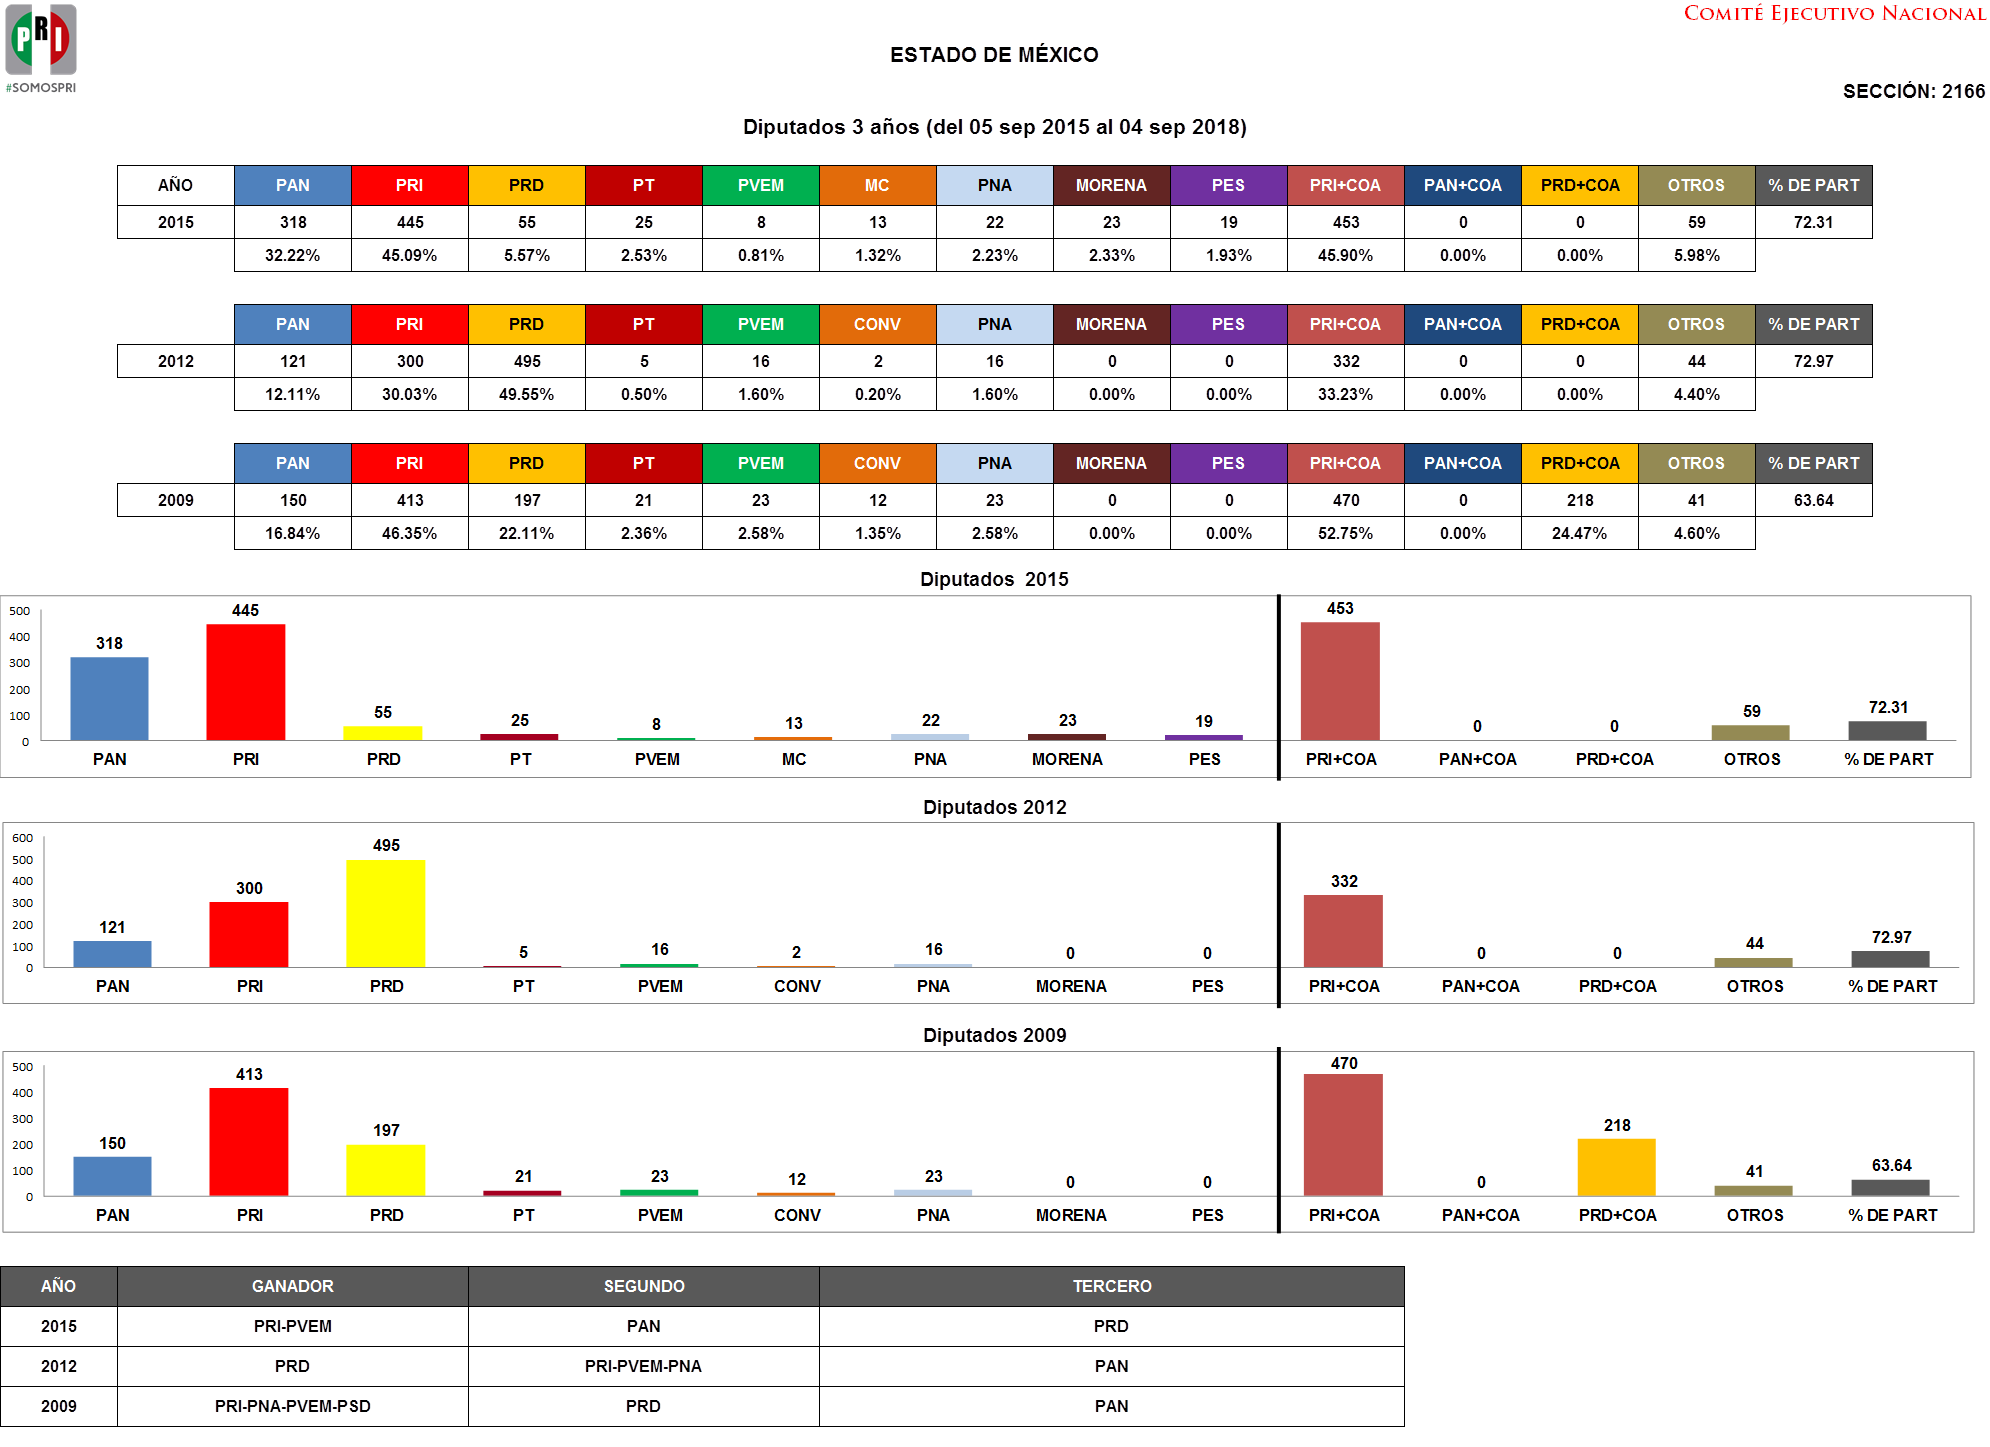 PRI
#SOMOSPRI
COMITÉ EJECUTIVO NACIONAL
ESTADO DE MÉXICO
SECCIÓN: 2166
Diputados 3 años (del 05 sep 2015 al 04 sep 2018)
AÑO PAN PRI PRD PT PVEM MC PNA MORENA PES PRI+COA PAN+COA PRD+COA OTROS % DE PART
2015 318 445 55 25 8 13 22 23 19 453 0 0 59 72.31
32.22% 45.09% 5.57% 2.53% 0.81% 1.32% 2.23% 2.33% 1.93% 45.90% 0.00% 0.00% 5.98%
PAN PRI PRD PT PVEM CONV PNA MORENA PES PRI+COA PAN+COA PRD+COA OTROS % DE PART
2012 121 300 495 5 16 2 16 0 0 332 0 0 44 72.97
12.11% 30.03% 49.55% 0.50% 1.60% 0.20% 1.60% 0.00% 0.00% 33.23% 0.00% 0.00% 4.40%
PAN PRI PRD PT PVEM CONV PNA MORENA PES PRI+COA PAN+COA PRD+COA OTROS % DE PART
2009 150 413 197 21 23 12 23 0 0 470 0 218 41 63.64
16.84% 46.35% 22.11% 2.36% 2.58% 1.35% 2.58% 0.00% 0.00% 52.75% 0.00% 24.47% 4.60%
Diputados 2015
500
400
300
200
100
0
318 445 55 25 8 13 22 23 19 453 0 0 59 72.31
PAN PRI PRD PT PVEM MC PNA MORENA PES PRI+COA PAN+COA PRD+COA OTROS % DE PART
Diputados 2012
600
500
400
300
200
100
0
121 300 495 5 16 2 16 0 0 332 0 0 44 72.97
PAN PRI PRD PT PVEM CONV PNA MORENA PES PRI+COA PAN+COA PRD+COA OTROS % DE PART
Diputados 2009
500
400
300
200
100
0
150 413 197 21 23 12 23 0 0 470 0 218 41 63.64
PAN PRI PRD PT PVEM CONV PNA MORENA PES PRI+COA PAN+COA PRD+COA OTROS % DE PART
AÑO GANADOR SEGUNDO TERCERO
2015 PRI-PVEM PAN PRD
2012 PRD PRI-PVEM-PNA PAN
2009 PRI-PNA-PVEM-PSD PRD PAN